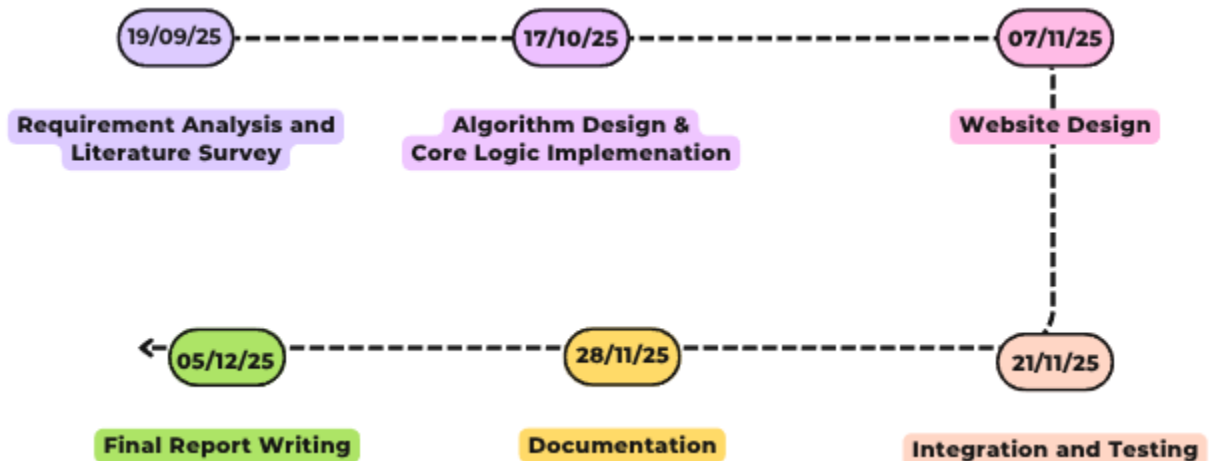 19/09/25
17/10/25
07/11/25
Requirement Analysis and
Literature Survey
Algorithm Design &
Core Logic Implemenation
Website Design
05/12/25
28/11/25
21/11/25
Final Report Writing
Documentation
Integration and Testing